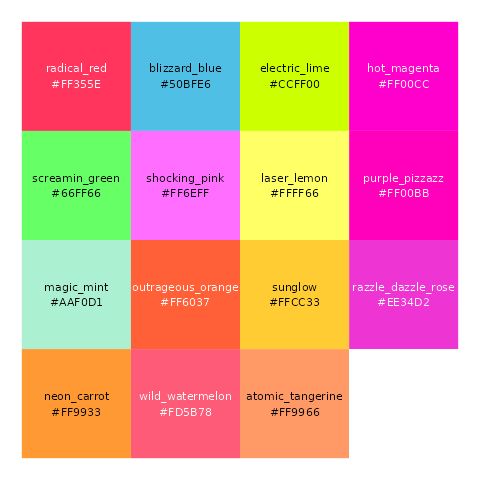 radical_red
#FF355E
blizzard_blue
#50BFE6
electric_lime
#CCFF00
hot_magenta
#FF00CC
screamin_green
#66FF66
shocking_pink
#FF6EFF
laser_lemon
#FFFF66
purple_pizzazz
#FF00BB
magic_mint
#AAF0D1
outrageous_orange
#FF6037
sunglow
#FFCC33
razzle_dazzle_rose
#EE34D2
neon_carrot
#FF9933
wild_watermelon
#FD5B78
atomic_tangerine
#FF9966